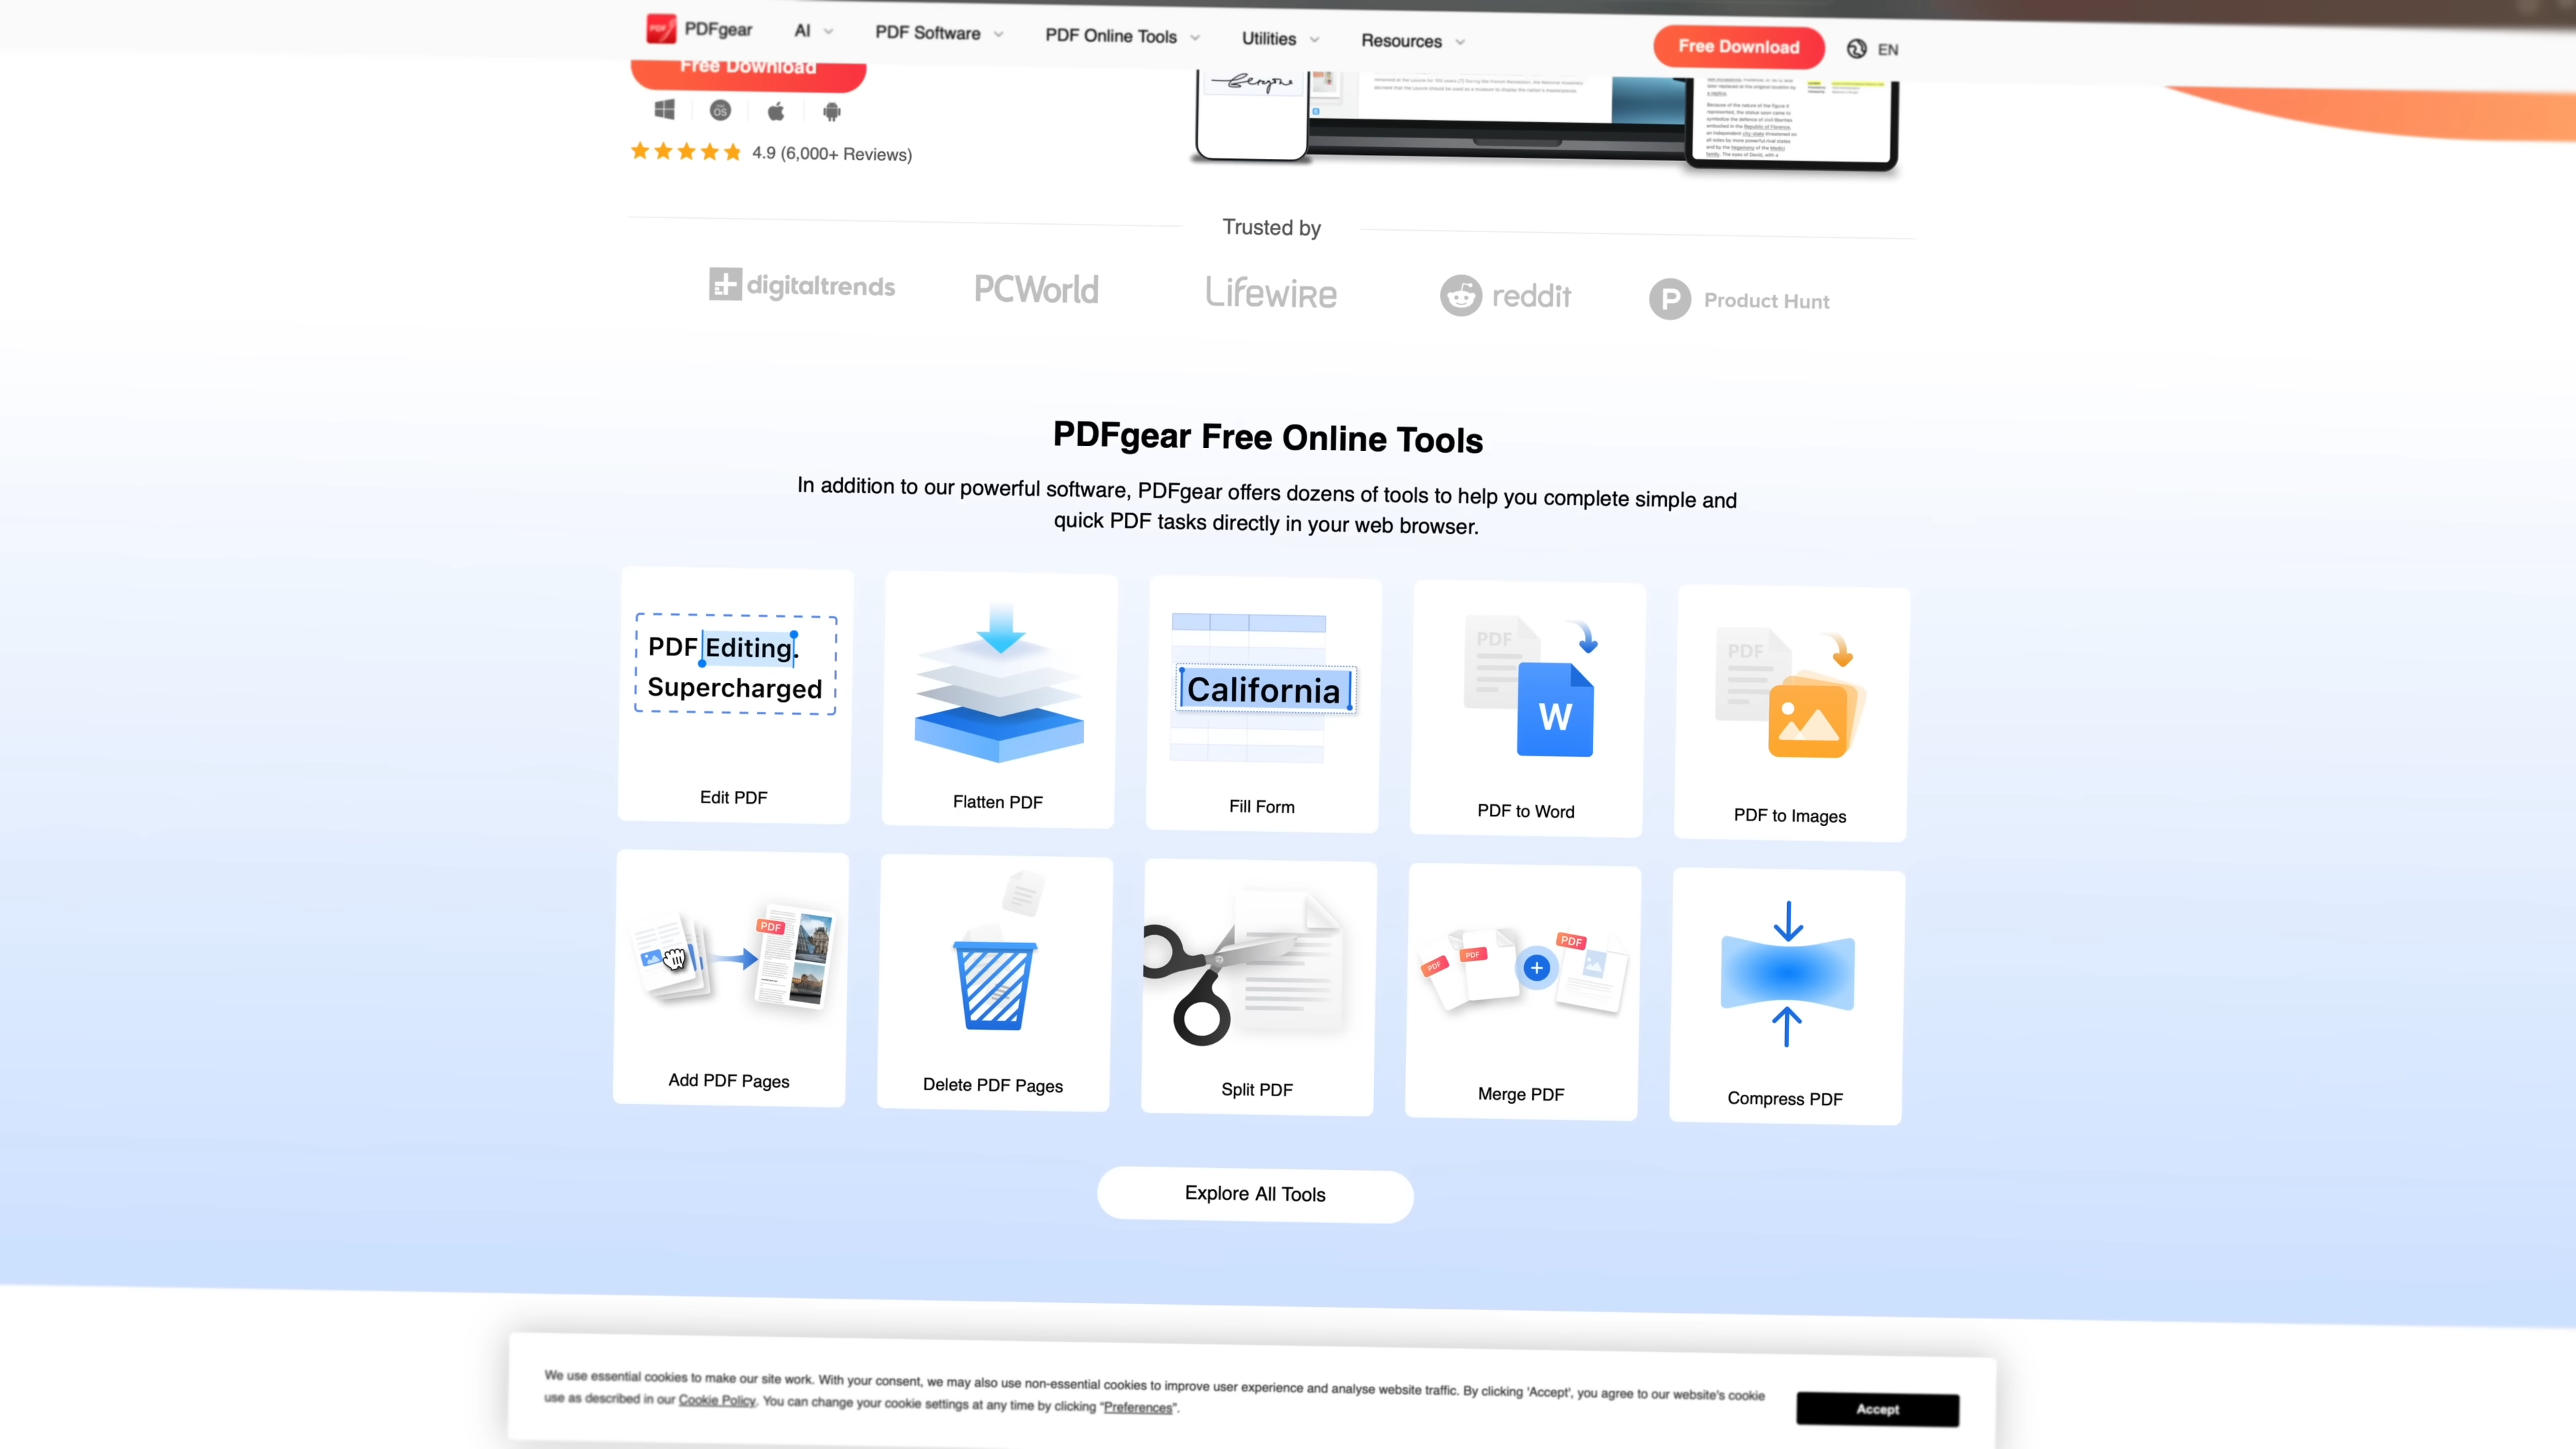 PDFgear
AI
PDF Software
PDF Online Tools
Utilities
Resources
Free Download
EN
Free Download
4.9 (6,000+ Reviews)
Trusted by
digitaltrends
PCWorld
Lifewire
reddit
Product Hunt
PDFgear Free Online Tools
In addition to our powerful software, PDFgear offers dozens of tools to help you complete simple and
quick PDF tasks directly in your web browser.
PDF Editing.
Supercharged
Edit PDF
Flatten PDF
California
Fill Form
PDF
W
PDF to Word
PDF
PDF to Images
PDF
Add PDF Pages
Delete PDF Pages
Split PDF
PDF
PDF
PDF
Merge PDF
Compress PDF
Explore All Tools
We use essential cookies to make our site work. With your consent, we may also use non-essential cookies to improve user experience and analyse website traffic. By clicking 'Accept', you agree to our website's cookie
use as described in our Cookie Policy. You can change your cookie settings at any time by clicking "Preferences".
Accept